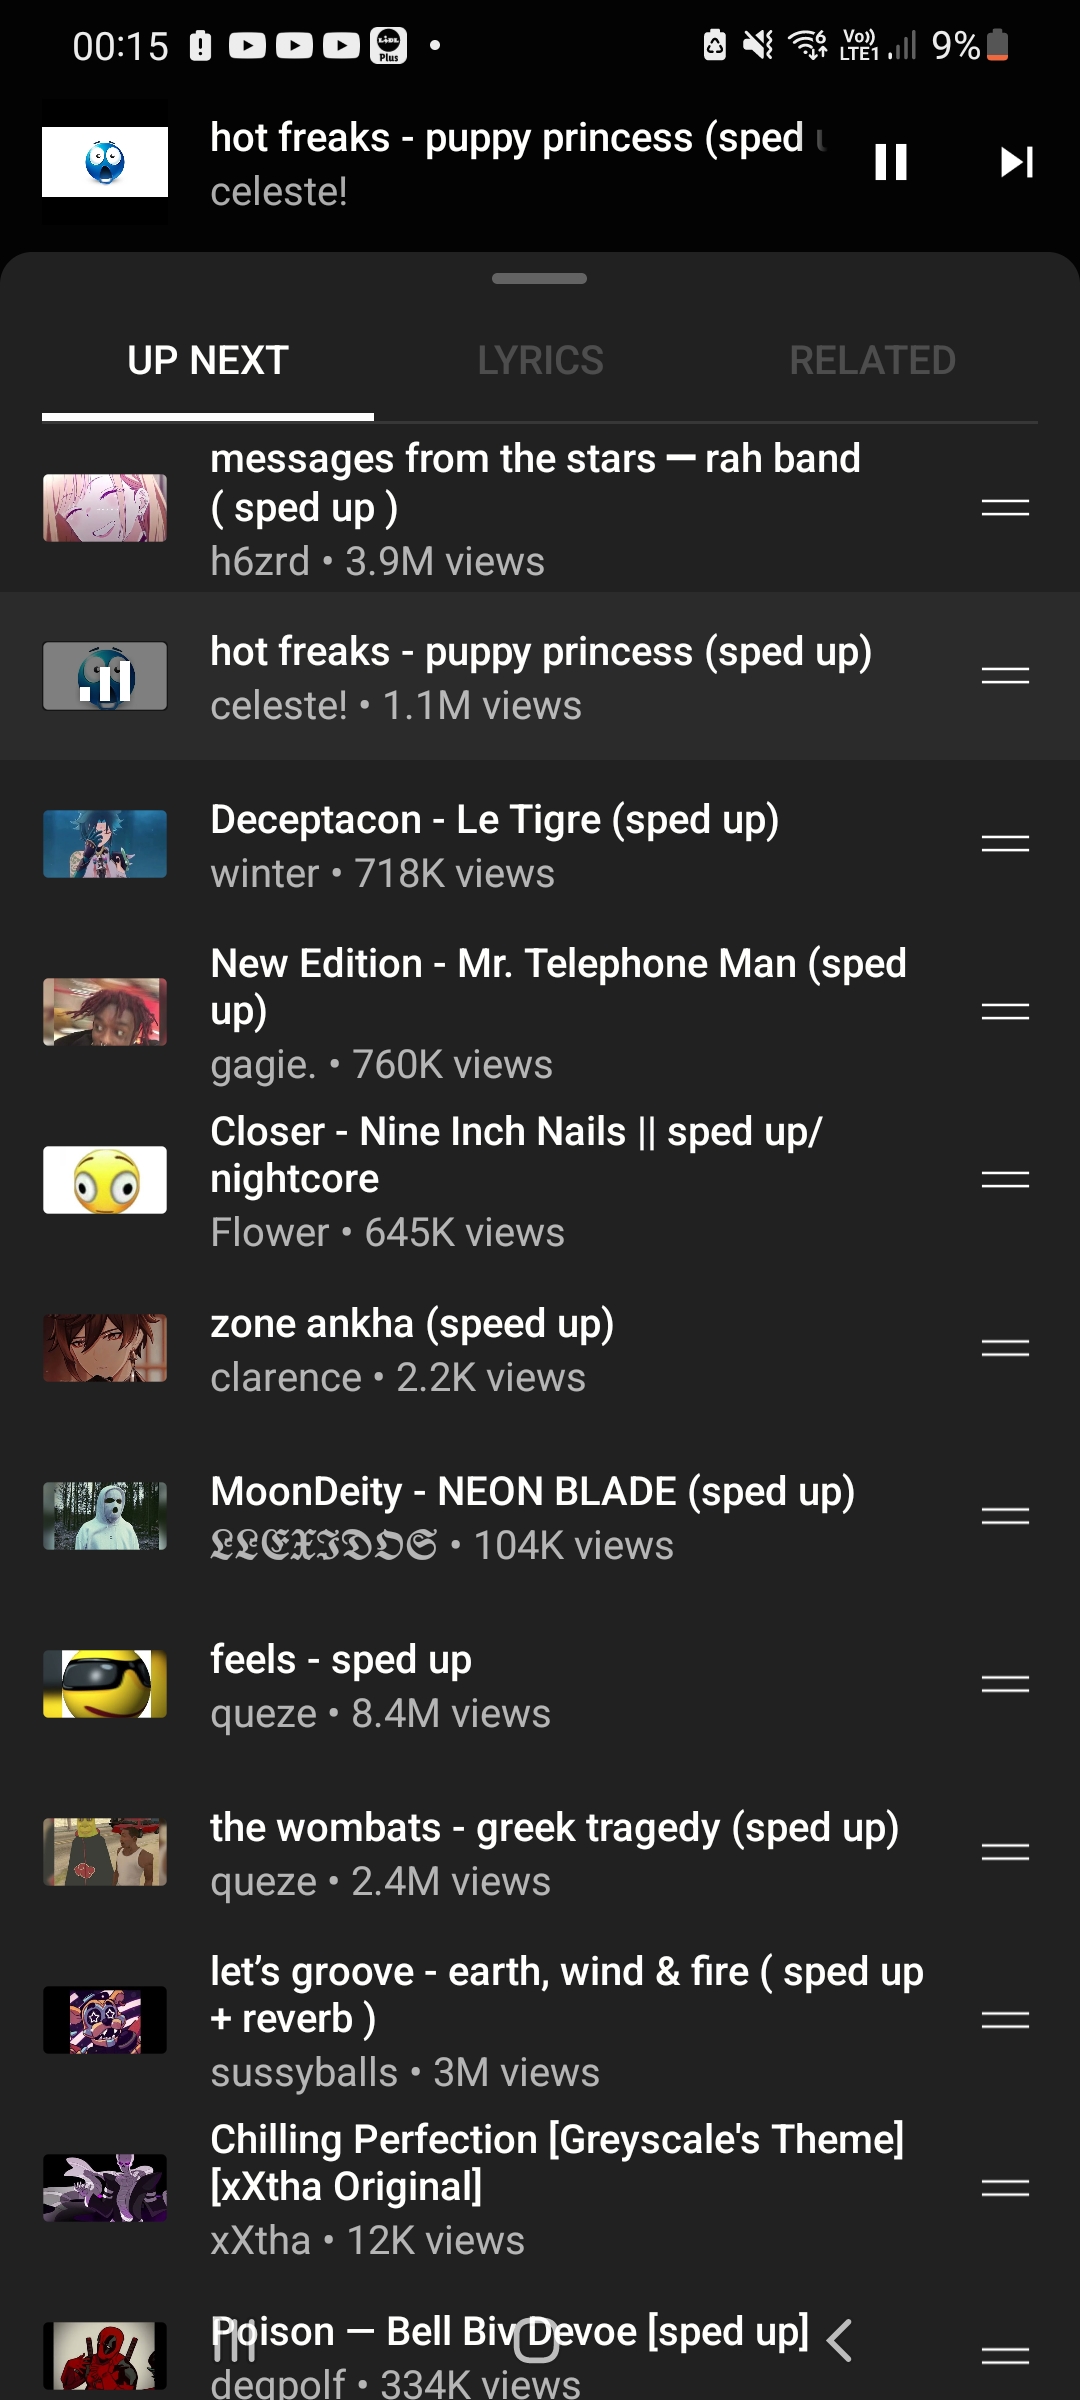 00:15
LIDL
Plus
Vo))
LTE1
9%
hot freaks - puppy princess (sped
celeste!
UP NEXT
LYRICS
RELATED
messages from the stars — rah band
( sped up )
h6zrd • 3.9M views
hot freaks - puppy princess (sped up)
celeste! • 1.1M views
Deceptacon - Le Tigre (sped up)
winter • 718K views
New Edition - Mr. Telephone Man (sped
up)
gagie. • 760K views
Closer - Nine Inch Nails || sped up/
nightcore
Flower • 645K views
zone ankha (speed up)
clarence • 2.2K views
MoonDeity - NEON BLADE (sped up)
𝕷𝕷𝕰𝖃𝕴𝕯𝕺𝕾 • 104K views
feels - sped up
queze • 8.4M views
the wombats - greek tragedy (sped up)
queze • 2.4M views
let’s groove - earth, wind & fire ( sped up
+ reverb )
sussyballs • 3M views
Chilling Perfection [Greyscale's Theme]
[xXtha Original]
xXtha • 12K views
Poison — Bell Biv Devoe [sped up]
degpolf • 334K views